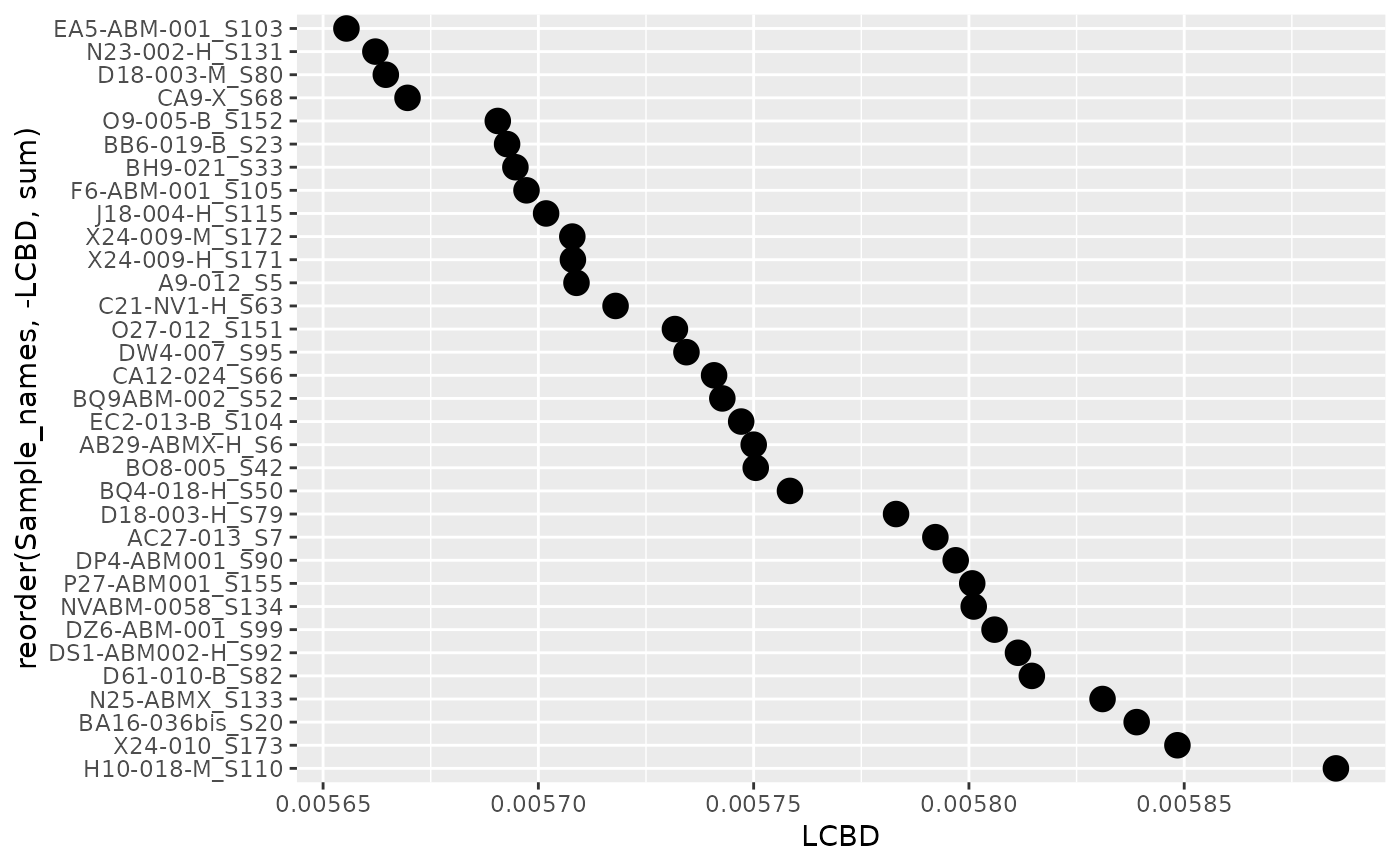 EA5-ABM-001_S103
N23-002-H_S131
D18-003-M_S80
CA9-X_S68
O9-005-B_S152
BB6-019-B_S23
BH9-021_S33
F6-ABM-001_S105
J18-004-H_S115
X24-009-M_S172
X24-009-H_S171
A9-012_S5
C21-NV1-H_S63
O27-012_S151
DW4-007_S95
CA12-024_S66
BQ9ABM-002_S52
EC2-013-B_S104
AB29-ABMX-H_S6
BO8-005_S42
BQ4-018-H_S50
D18-003-H_S79
AC27-013_S7
DP4-ABM001_S90
P27-ABM001_S155
NVABM-0058_S134
DZ6-ABM-001_S99
DS1-ABM002-H_S92
D61-010-B_S82
N25-ABMX_S133
BA16-036bis_S20
X24-010_S173
H10-018-M_S110
reorder(Sample_names, -LCBD, sum)
0.00565 0.00570 0.00575 0.00580 0.00585
LCBD